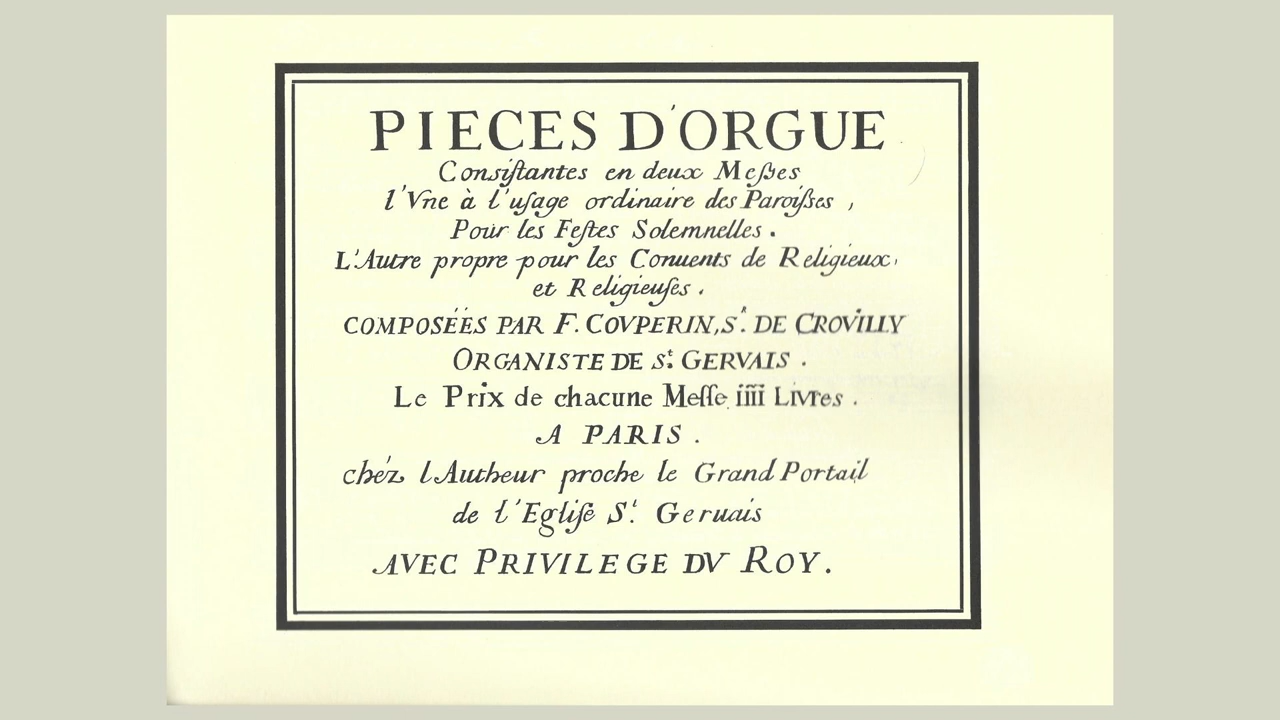 PIECES D'ORGUE
Consiſtantes en deux Meſses
l'Vne à l'uſage ordinaire des Paroiſses ,
Pour les Feſtes Solemnelles .
L'Autre propre pour les Conuents de Religieux,
et Religieuſes .
COMPOSÉÉS PAR F. COVPERIN, Sʳ. DE CROVILLY
ORGANISTE DE Sᵗ. GERVAIS .
Le Prix de chacune Meſſe iiii Livres .
A PARIS .
chéz l'Autheur proche le Grand Portail
de l'Egliſe Sᵗ. Geruais
AVEC PRIVILEGE DV ROY .